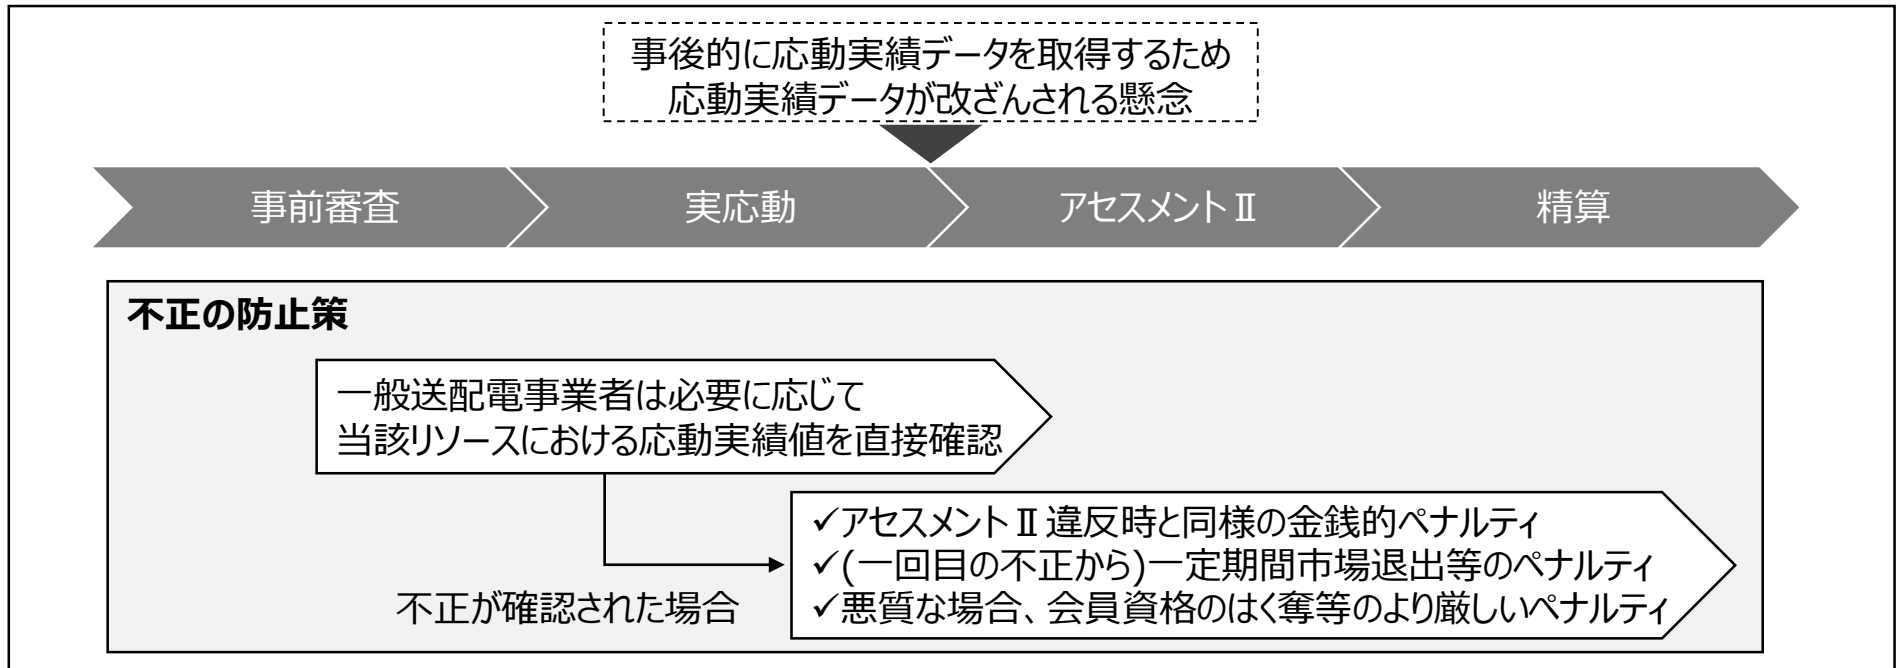 事後的に応動実績データを取得するため
応動実績データが改ざんされる懸念
事前審査
実応動
アセスメントⅡ
精算
不正の防止策
一般送配電事業者は必要に応じて
当該リソースにおける応動実績値を直接確認
✓アセスメントⅡ違反時と同様の金銭的ペナルティ
✓(一回目の不正から)一定期間市場退出等のペナルティ
✓悪質な場合、会員資格のはく奪等のより厳しいペナルティ
不正が確認された場合